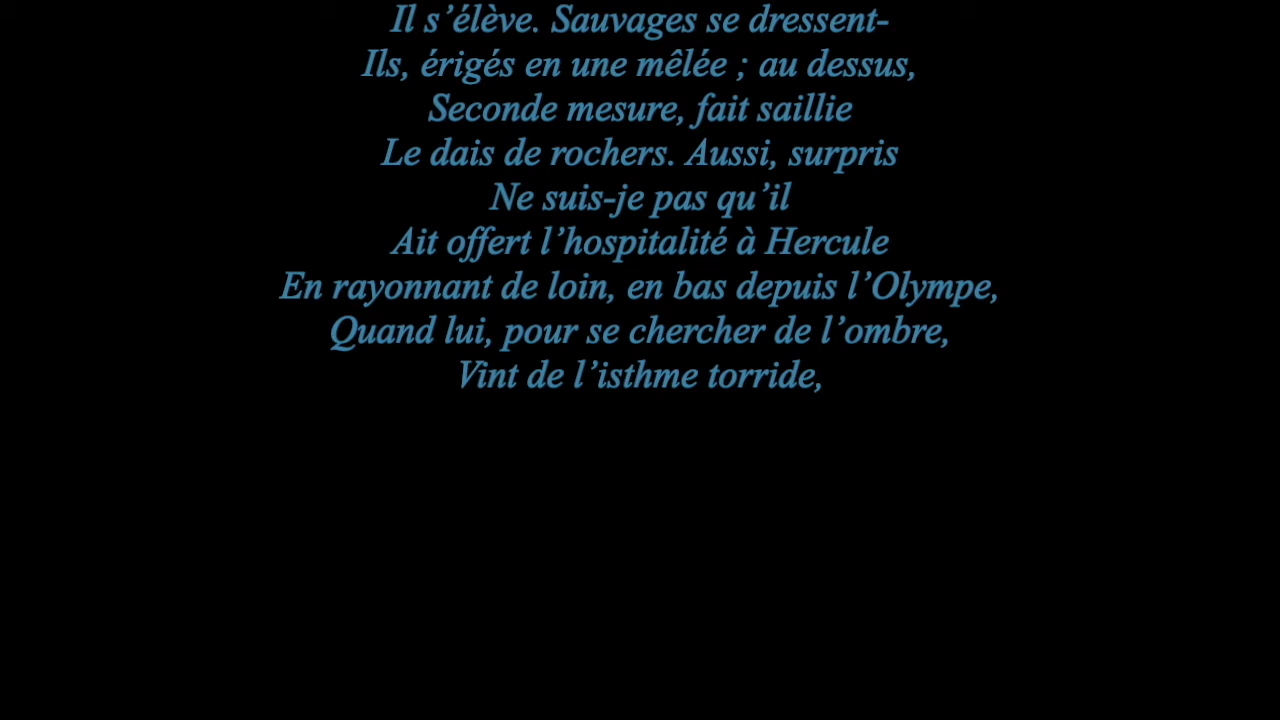 Il s’élève. Sauvages se dressent-
Ils, érigés en une mêlée ; au dessus,
Seconde mesure, fait saillie
Le dais de rochers. Aussi, surpris
Ne suis-je pas qu’il
Ait offert l’hospitalité à Hercule
En rayonnant de loin, en bas depuis l’Olympe,
Quand lui, pour se chercher de l’ombre,
Vint de l’isthme torride,